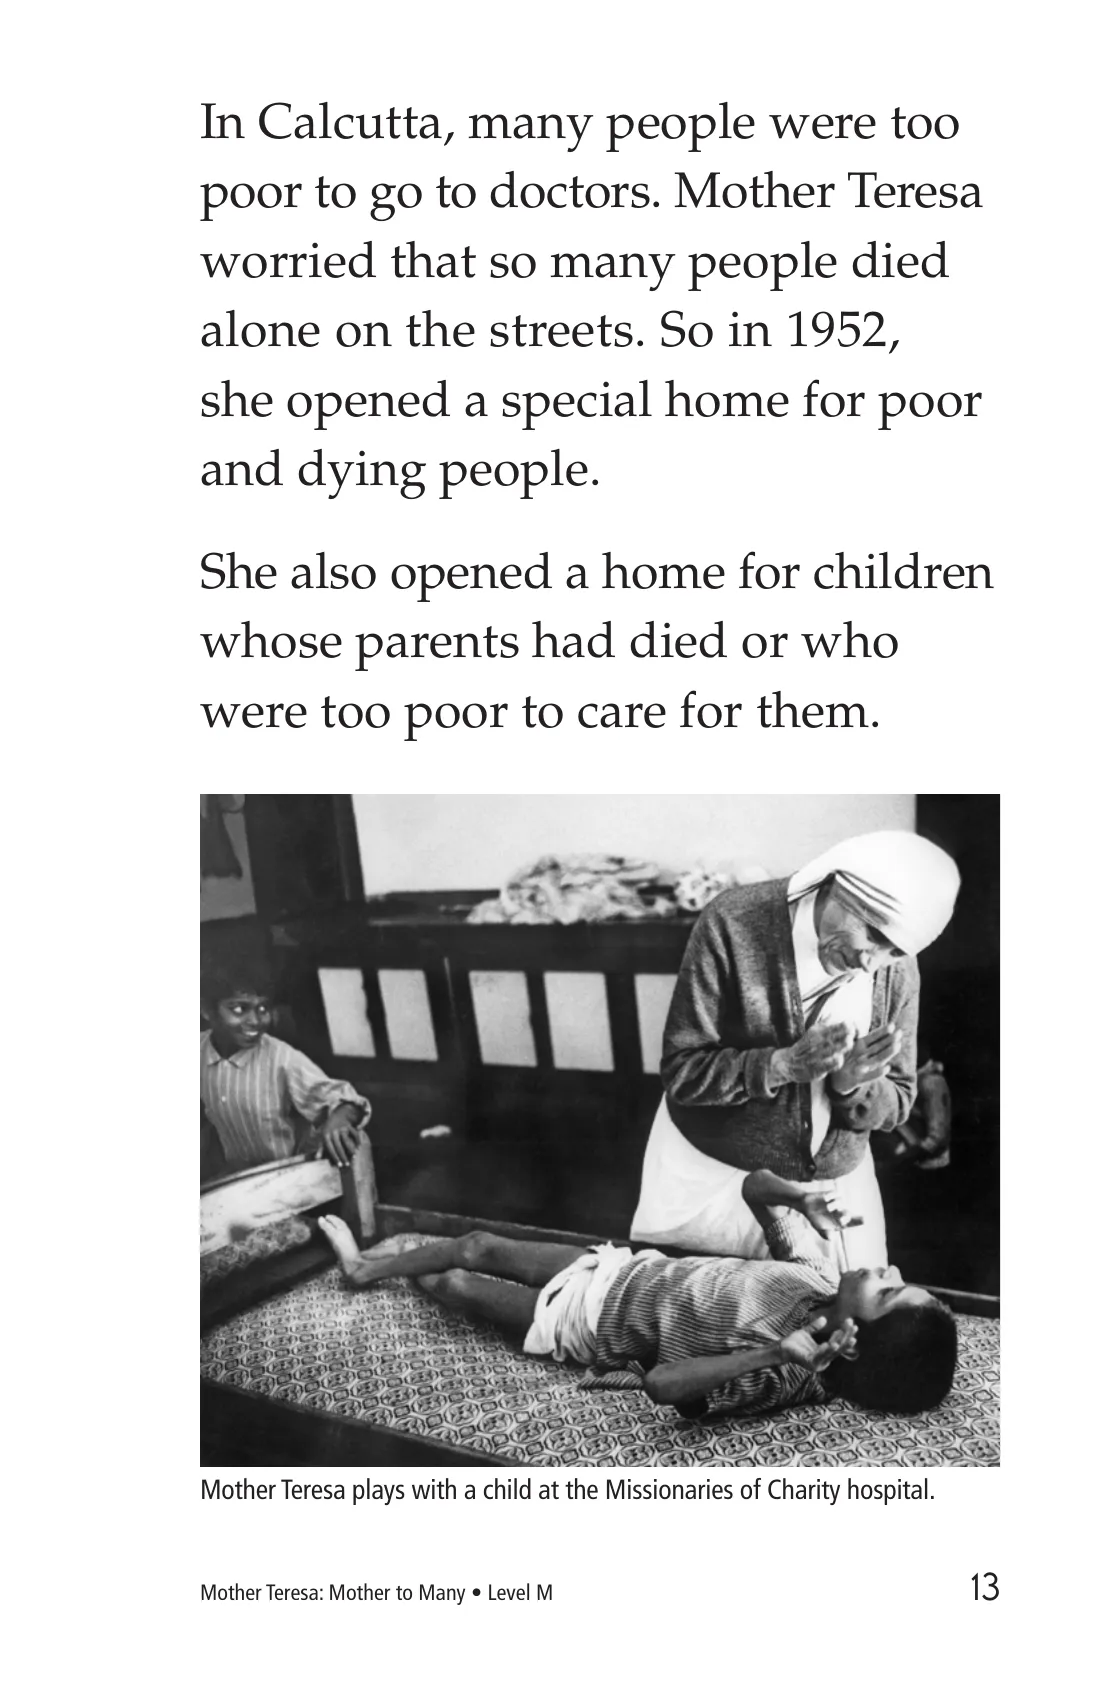 In Calcutta, many people were too
poor to go to doctors. Mother Teresa
worried that so many people died
alone on the streets. So in 1952,
she opened a special home for poor
and dying people.
She also opened a home for children
whose parents had died or who
were too poor to care for them.
Mother Teresa plays with a child at the Missionaries of Charity hospital.
Mother Teresa: Mother to Many • Level M
13